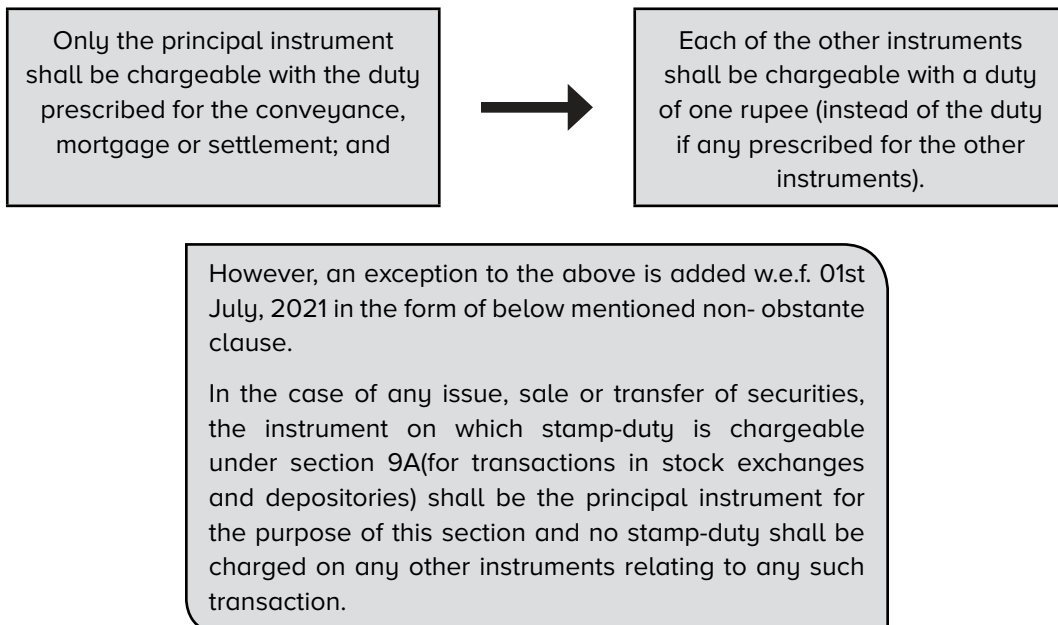 Only the principal instrument
shall be chargeable with the duty
prescribed for the conveyance,
mortgage or settlement; and
Each of the other instruments
shall be chargeable with a duty
of one rupee (instead of the duty
if any prescribed for the other
instruments).
However, an exception to the above is added w.e.f. 01st
July, 2021 in the form of below mentioned non- obstante
clause.
In the case of any issue, sale or transfer of securities,
the instrument on which stamp-duty is chargeable
under section 9A(for transactions in stock exchanges
and depositories) shall be the principal instrument for
the purpose of this section and no stamp-duty shall be
charged on any other instruments relating to any such
transaction.